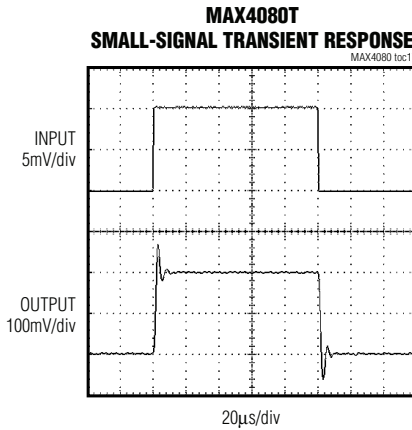 MAX4080T
SMALL-SIGNAL TRANSIENT RESPONSE
MAX4080 toc1
INPUT
5mV/div
OUTPUT
100mV/div
20μs/div